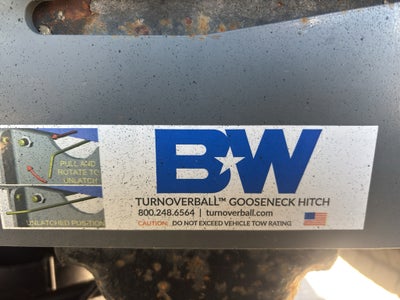 PULL AND
ROTATE TO
UNLATCH
UNLATCHED POSITION
B★W
TURNOVERBALL™ GOOSENECK HITCH
800.248.6564 | turnoverball.com
CAUTION: DO NOT EXCEED VEHICLE TOW RATING